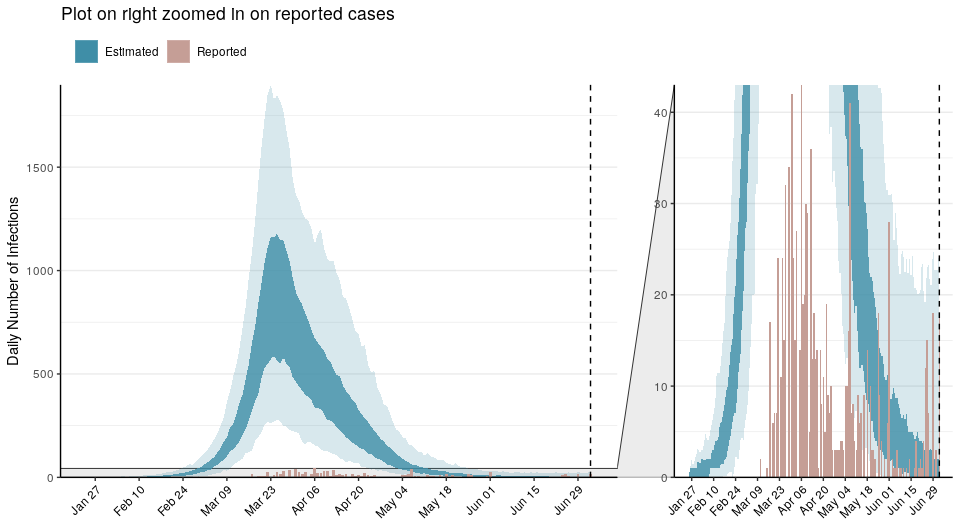 Plot on right zoomed in on reported cases
Estimated Reported
Daily Number of Infections
1500
1000
500
0
Jan 27 Feb 10 Feb 24 Mar 09 Mar 23 Apr 06 Apr 20 May 04 May 18 Jun 01 Jun 15 Jun 29
40
30
20
10
0
Jan 27 Feb 10 Feb 24 Mar 09 Mar 23 Apr 06 Apr 20 May 04 May 18 Jun 01 Jun 15 Jun 29